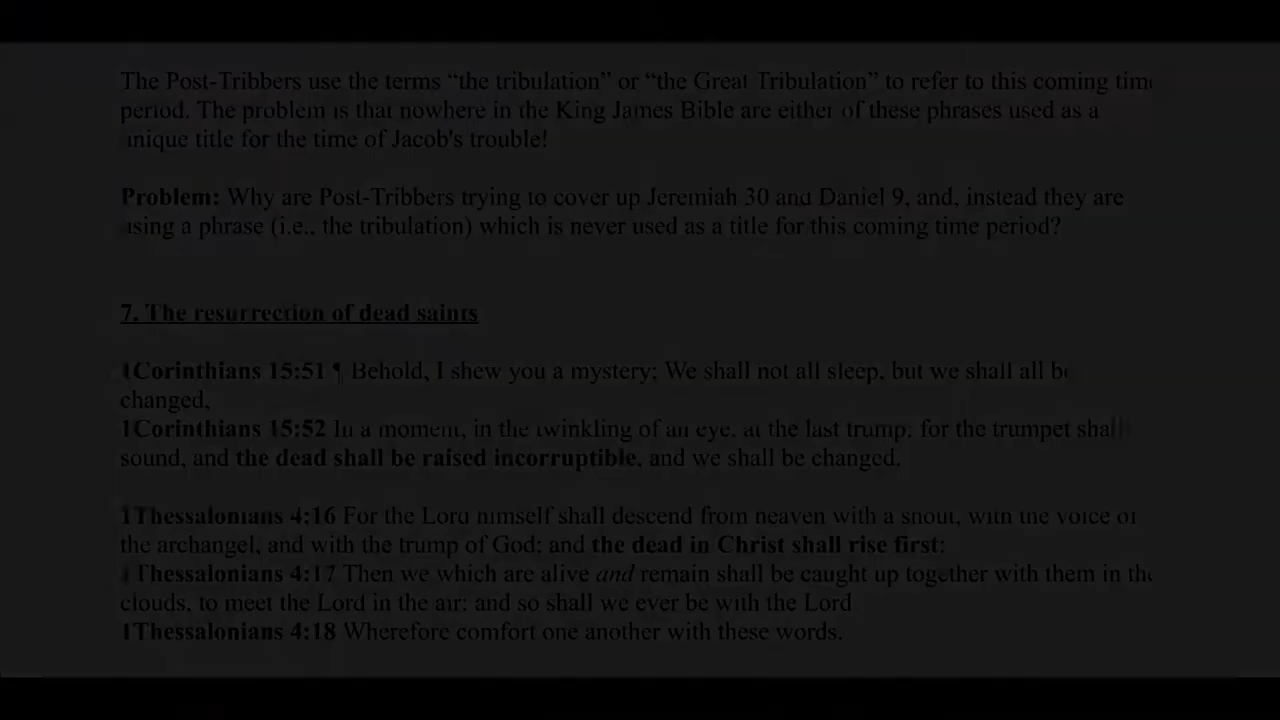 The Post-Tribbers use the terms “the tribulation” or “the Great Tribulation” to refer to this coming time
period. The problem is that nowhere in the King James Bible are either of these phrases used as a
unique title for the time of Jacob's trouble!
Problem: Why are Post-Tribbers trying to cover up Jeremiah 30 and Daniel 9, and, instead they are
using a phrase (i.e., the tribulation) which is never used as a title for this coming time period?
7. The resurrection of dead saints
1Corinthians 15:51 ¶ Behold, I shew you a mystery; We shall not all sleep, but we shall all be
changed,
1Corinthians 15:52 In a moment, in the twinkling of an eye, at the last trump: for the trumpet shall
sound, and the dead shall be raised incorruptible, and we shall be changed.
1Thessalonians 4:16 For the Lord himself shall descend from heaven with a shout, with the voice of
the archangel, and with the trump of God: and the dead in Christ shall rise first:
1Thessalonians 4:17 Then we which are alive and remain shall be caught up together with them in the
clouds, to meet the Lord in the air: and so shall we ever be with the Lord
1Thessalonians 4:18 Wherefore comfort one another with these words.